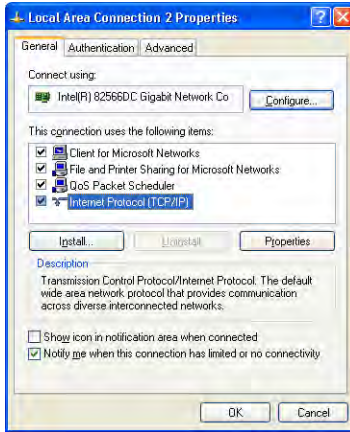 Local Area Connection 2 Properties
General Authentication Advanced
Connect using:
Intel(R) 82566DC Gigabit Network Co
Configure...
This connection uses the following items:
Client for Microsoft Networks
File and Printer Sharing for Microsoft Networks
QoS Packet Scheduler
Internet Protocol (TCP/IP)
Install... Uninstall Properties
Description
Transmission Control Protocol/Internet Protocol. The default
wide area network protocol that provides communication
across diverse interconnected networks.
Show icon in notification area when connected
Notify me when this connection has limited or no connectivity
OK Cancel